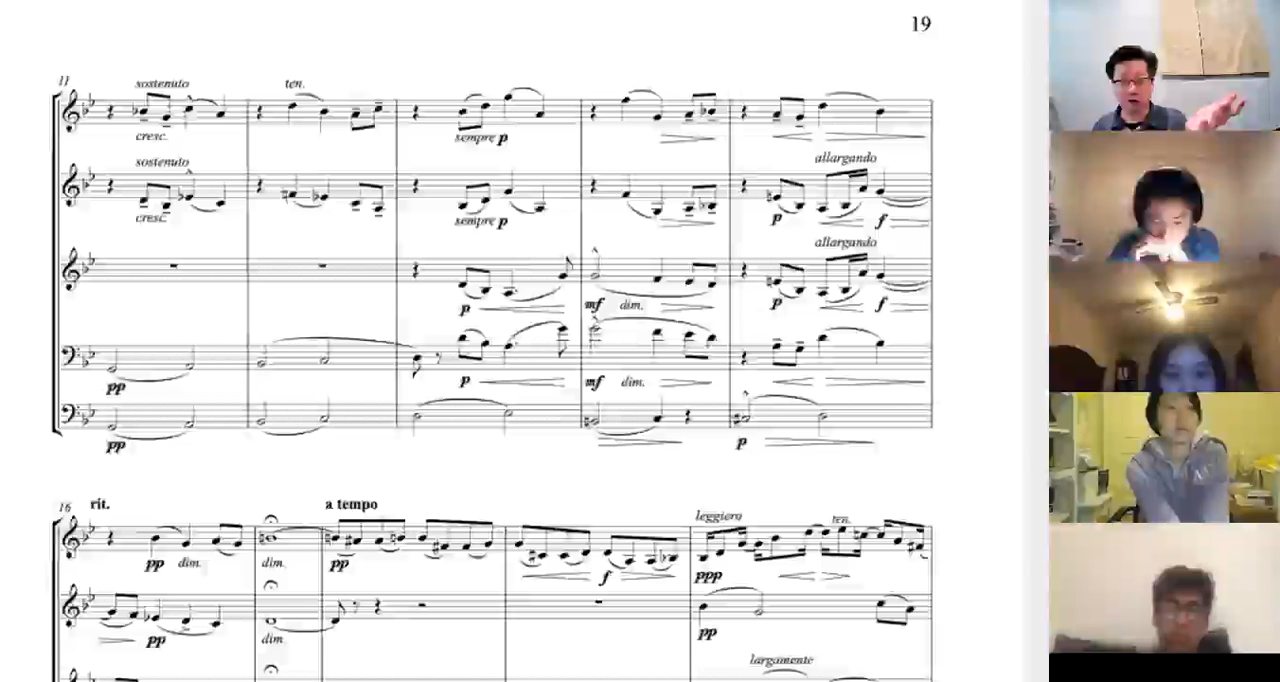 19
11
sostenuto ten.
cresc. sempre p
sostenuto allargando
cresc. sempre p p f
allargando
p mf dim. p f
pp p mf dim.
pp p
16 rit. a tempo leggiero ten.
pp dim. dim. pp f ppp
pp dim pp
largamente